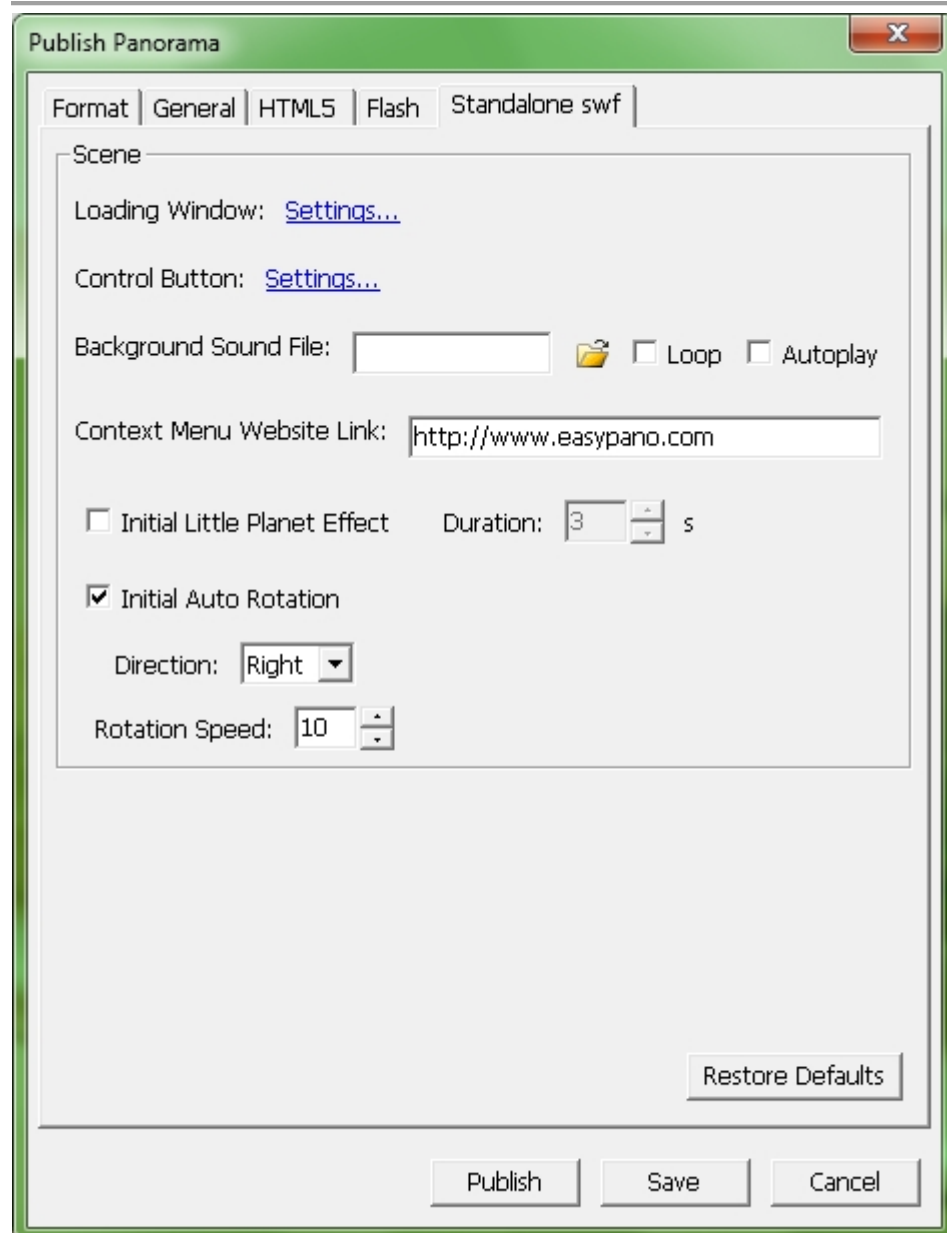 Publish Panorama
Format General HTML5 Flash Standalone swf
Scene
Loading Window: Settings...
Control Button: Settings...
Background Sound File: Loop Autoplay
Context Menu Website Link: http://www.easypano.com
Initial Little Planet Effect Duration: 3 s
Initial Auto Rotation
Direction: Right
Rotation Speed: 10
Restore Defaults
Publish Save Cancel